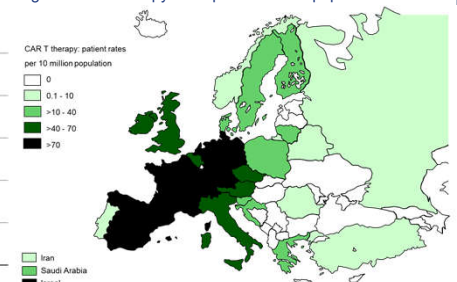 CAR T therapy: patient rates
per 10 million population
0
0.1 - 10
>10 - 40
>40 - 70
>70
Iran
Saudi Arabia